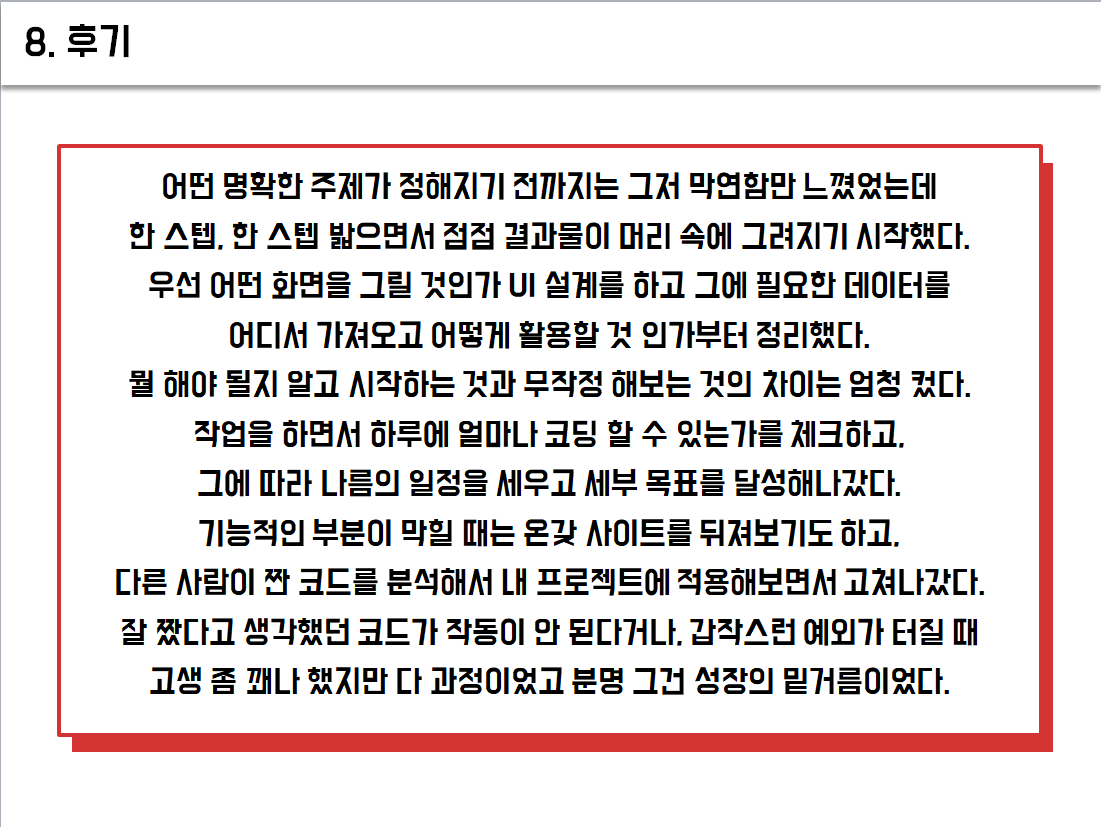 8. 후기
어떤 명확한 주제가 정해지기 전까지는 그저 막연함만 느꼈었는데
한 스텝, 한 스텝 밟으면서 점점 결과물이 머리 속에 그려지기 시작했다.
우선 어떤 화면을 그릴 것인가 UI 설계를 하고 그에 필요한 데이터를
어디서 가져오고 어떻게 활용할 것 인가부터 정리했다.
뭘 해야 될지 알고 시작하는 것과 무작정 해보는 것의 차이는 엄청 컸다.
작업을 하면서 하루에 얼마나 코딩 할 수 있는가를 체크하고,
그에 따라 나름의 일정을 세우고 세부 목표를 달성해나갔다.
기능적인 부분이 막힐 때는 온갖 사이트를 뒤져보기도 하고,
다른 사람이 짠 코드를 분석해서 내 프로젝트에 적용해보면서 고쳐나갔다.
잘 짰다고 생각했던 코드가 작동이 안 된다거나, 갑작스런 예외가 터질 때
고생 좀 꽤나 했지만 다 과정이었고 분명 그건 성장의 밑거름이었다.